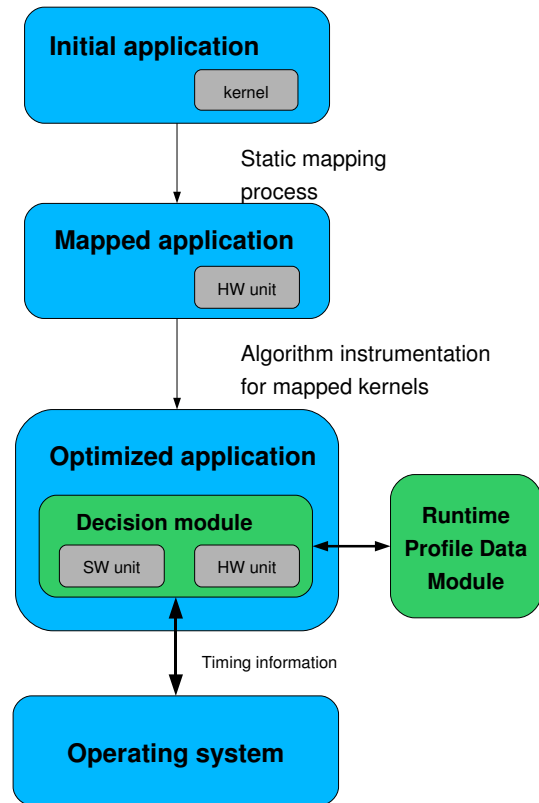 Initial application
kernel
Static mapping
process
Mapped application
HW unit
Algorithm instrumentation
for mapped kernels
Optimized application
Decision module
SW unit
HW unit
Runtime
Profile Data
Module
Timing information
Operating system